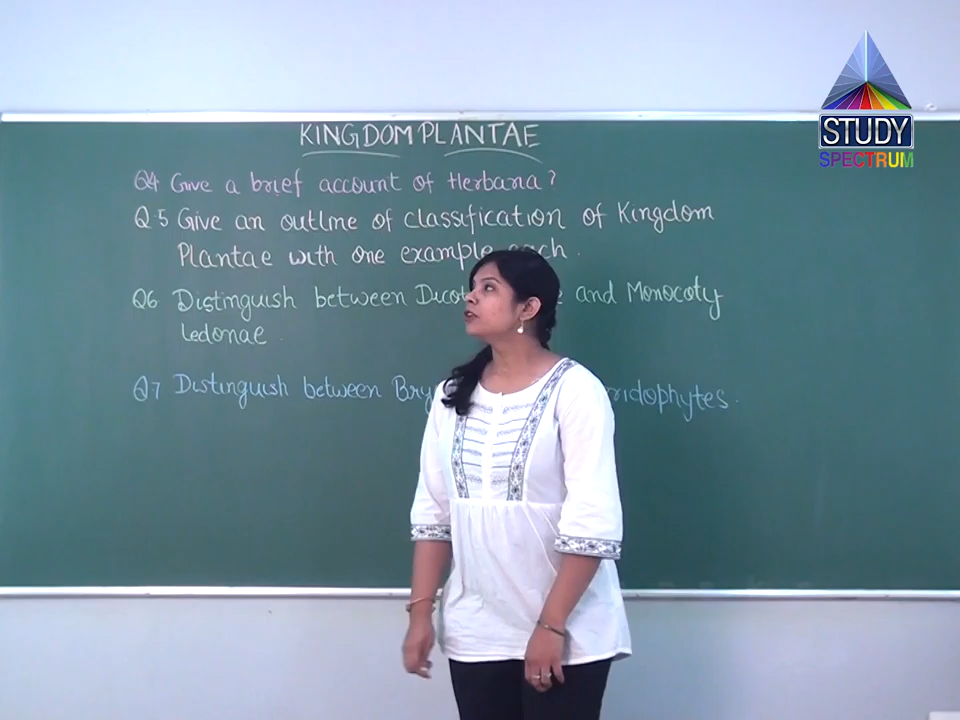 KINGDOM PLANTAE
Q4 Give a brief account of Herbaria?
Q.5 Give an outline of classification of Kingdom
Plantae with one example each.
Q6 Distinguish between and Monocoty
ledonae
Q7 Distinguish between
STUDY
SPECTRUM